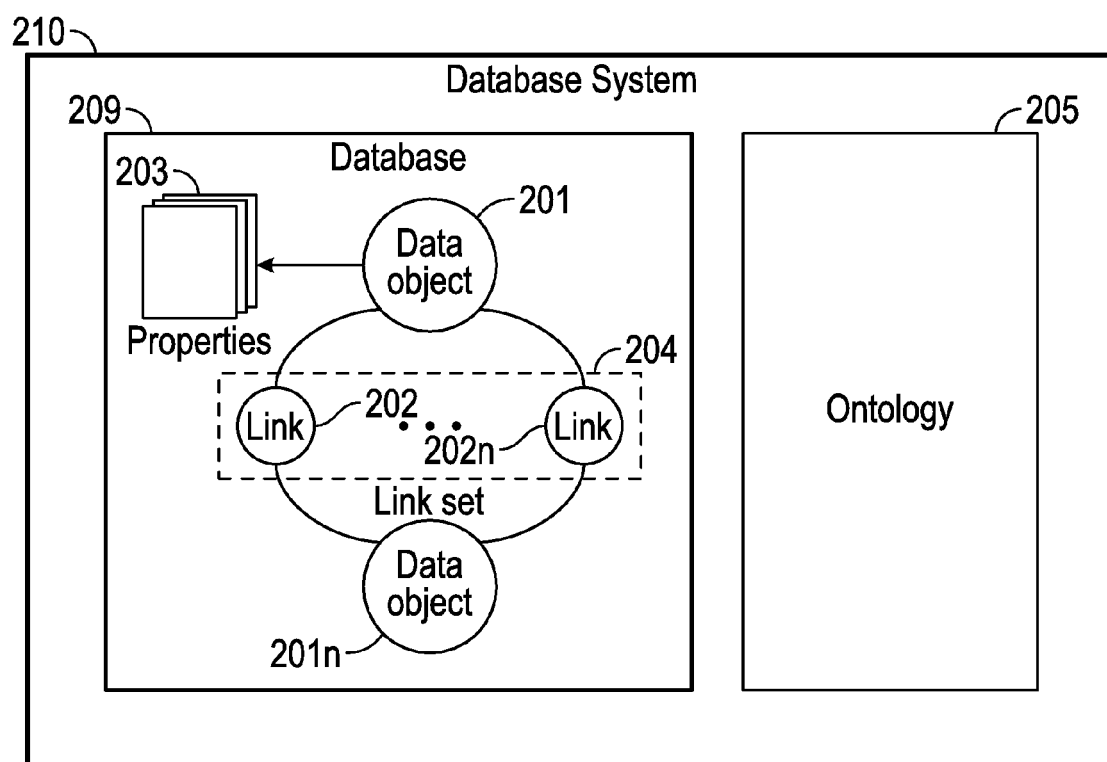 210
Database System
209
205
Database
203
201
Data
object
Properties
204
Link
202
202n
Link
Link set
Data
object
201n
Ontology